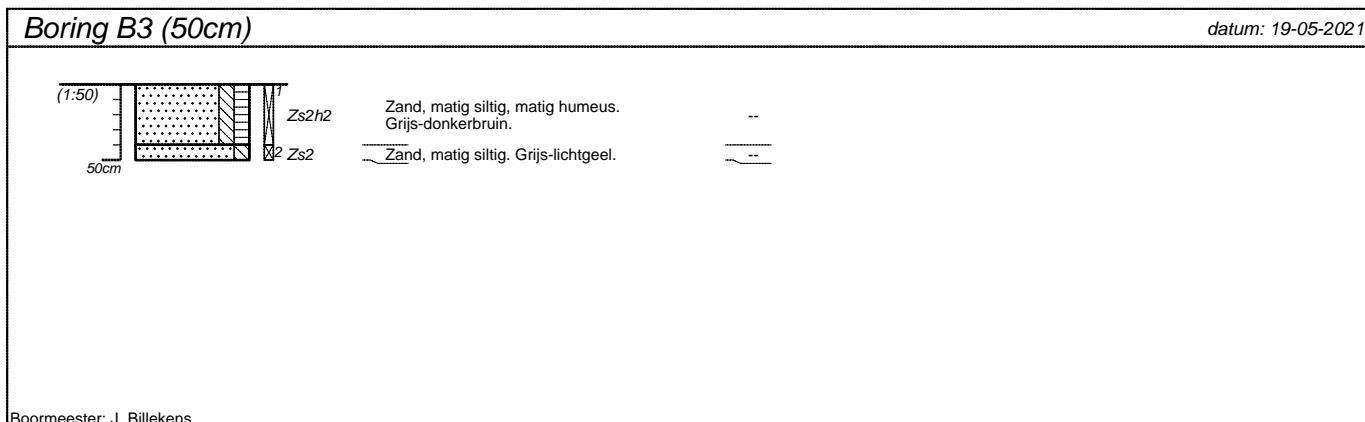 Boring B3 (50cm)
datum: 19-05-2021
(1:50)
1
Zs2h2
Zand, matig siltig, matig humeus.
Grijs-donkerbruin.
--
2
Zs2
Zand, matig siltig. Grijs-lichtgeel.
--
50cm
Boormeester: J. Billekens